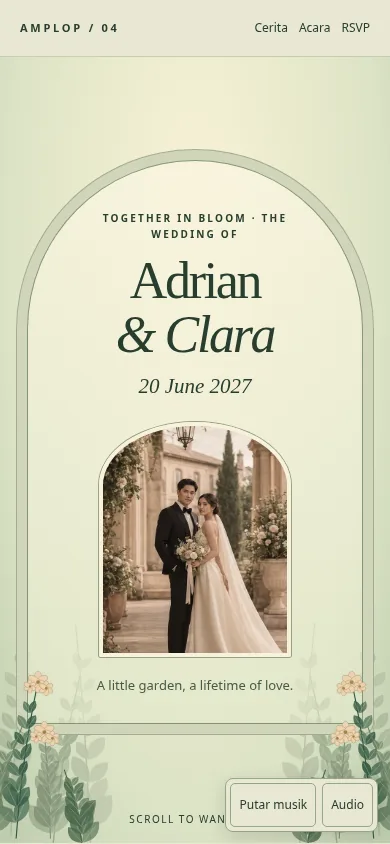 AMPLOP / 04
Cerita Acara RSVP
TOGETHER IN BLOOM · THE
WEDDING OF
Adrian
& Clara
20 June 2027
A little garden, a lifetime of love.
SCROLL TO WAN
Putar musik Audio